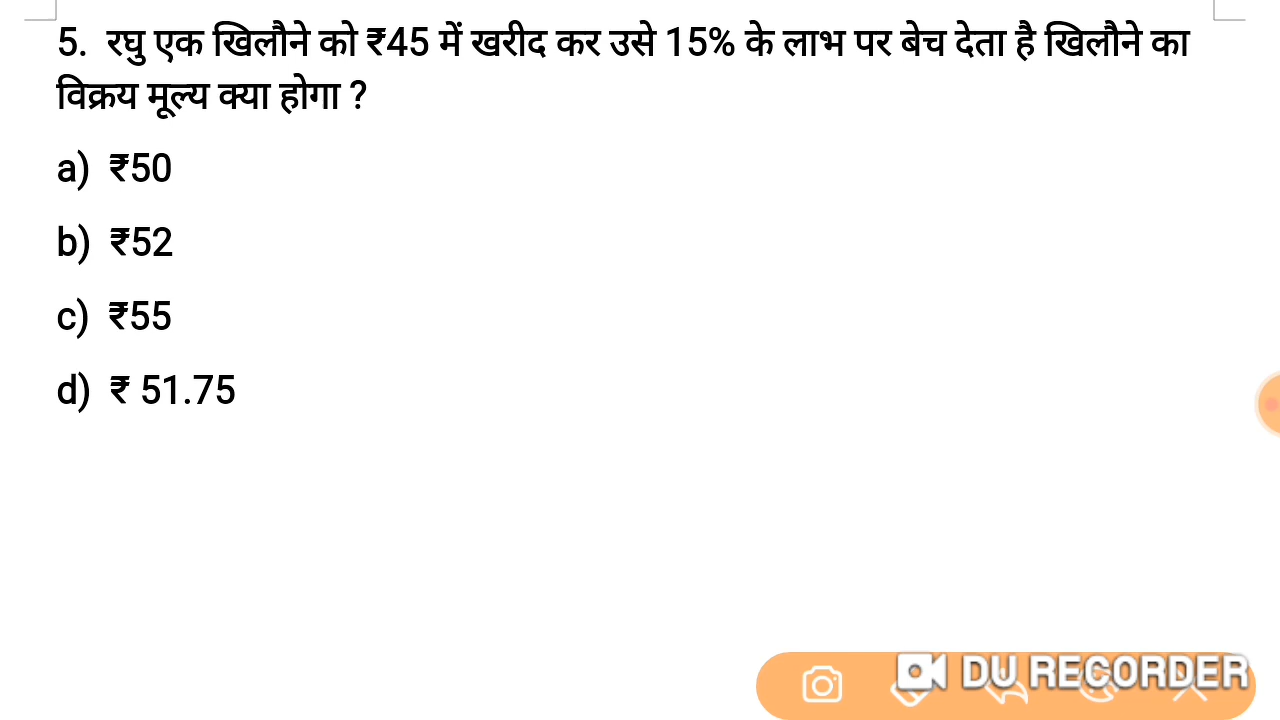 5. रघु एक खिलौने को ₹45 में खरीद कर उसे 15% के लाभ पर बेच देता है खिलौने का
विक्रय मूल्य क्या होगा ?
a) ₹50
b) ₹52
c) ₹55
d) ₹ 51.75
DU RECORDER